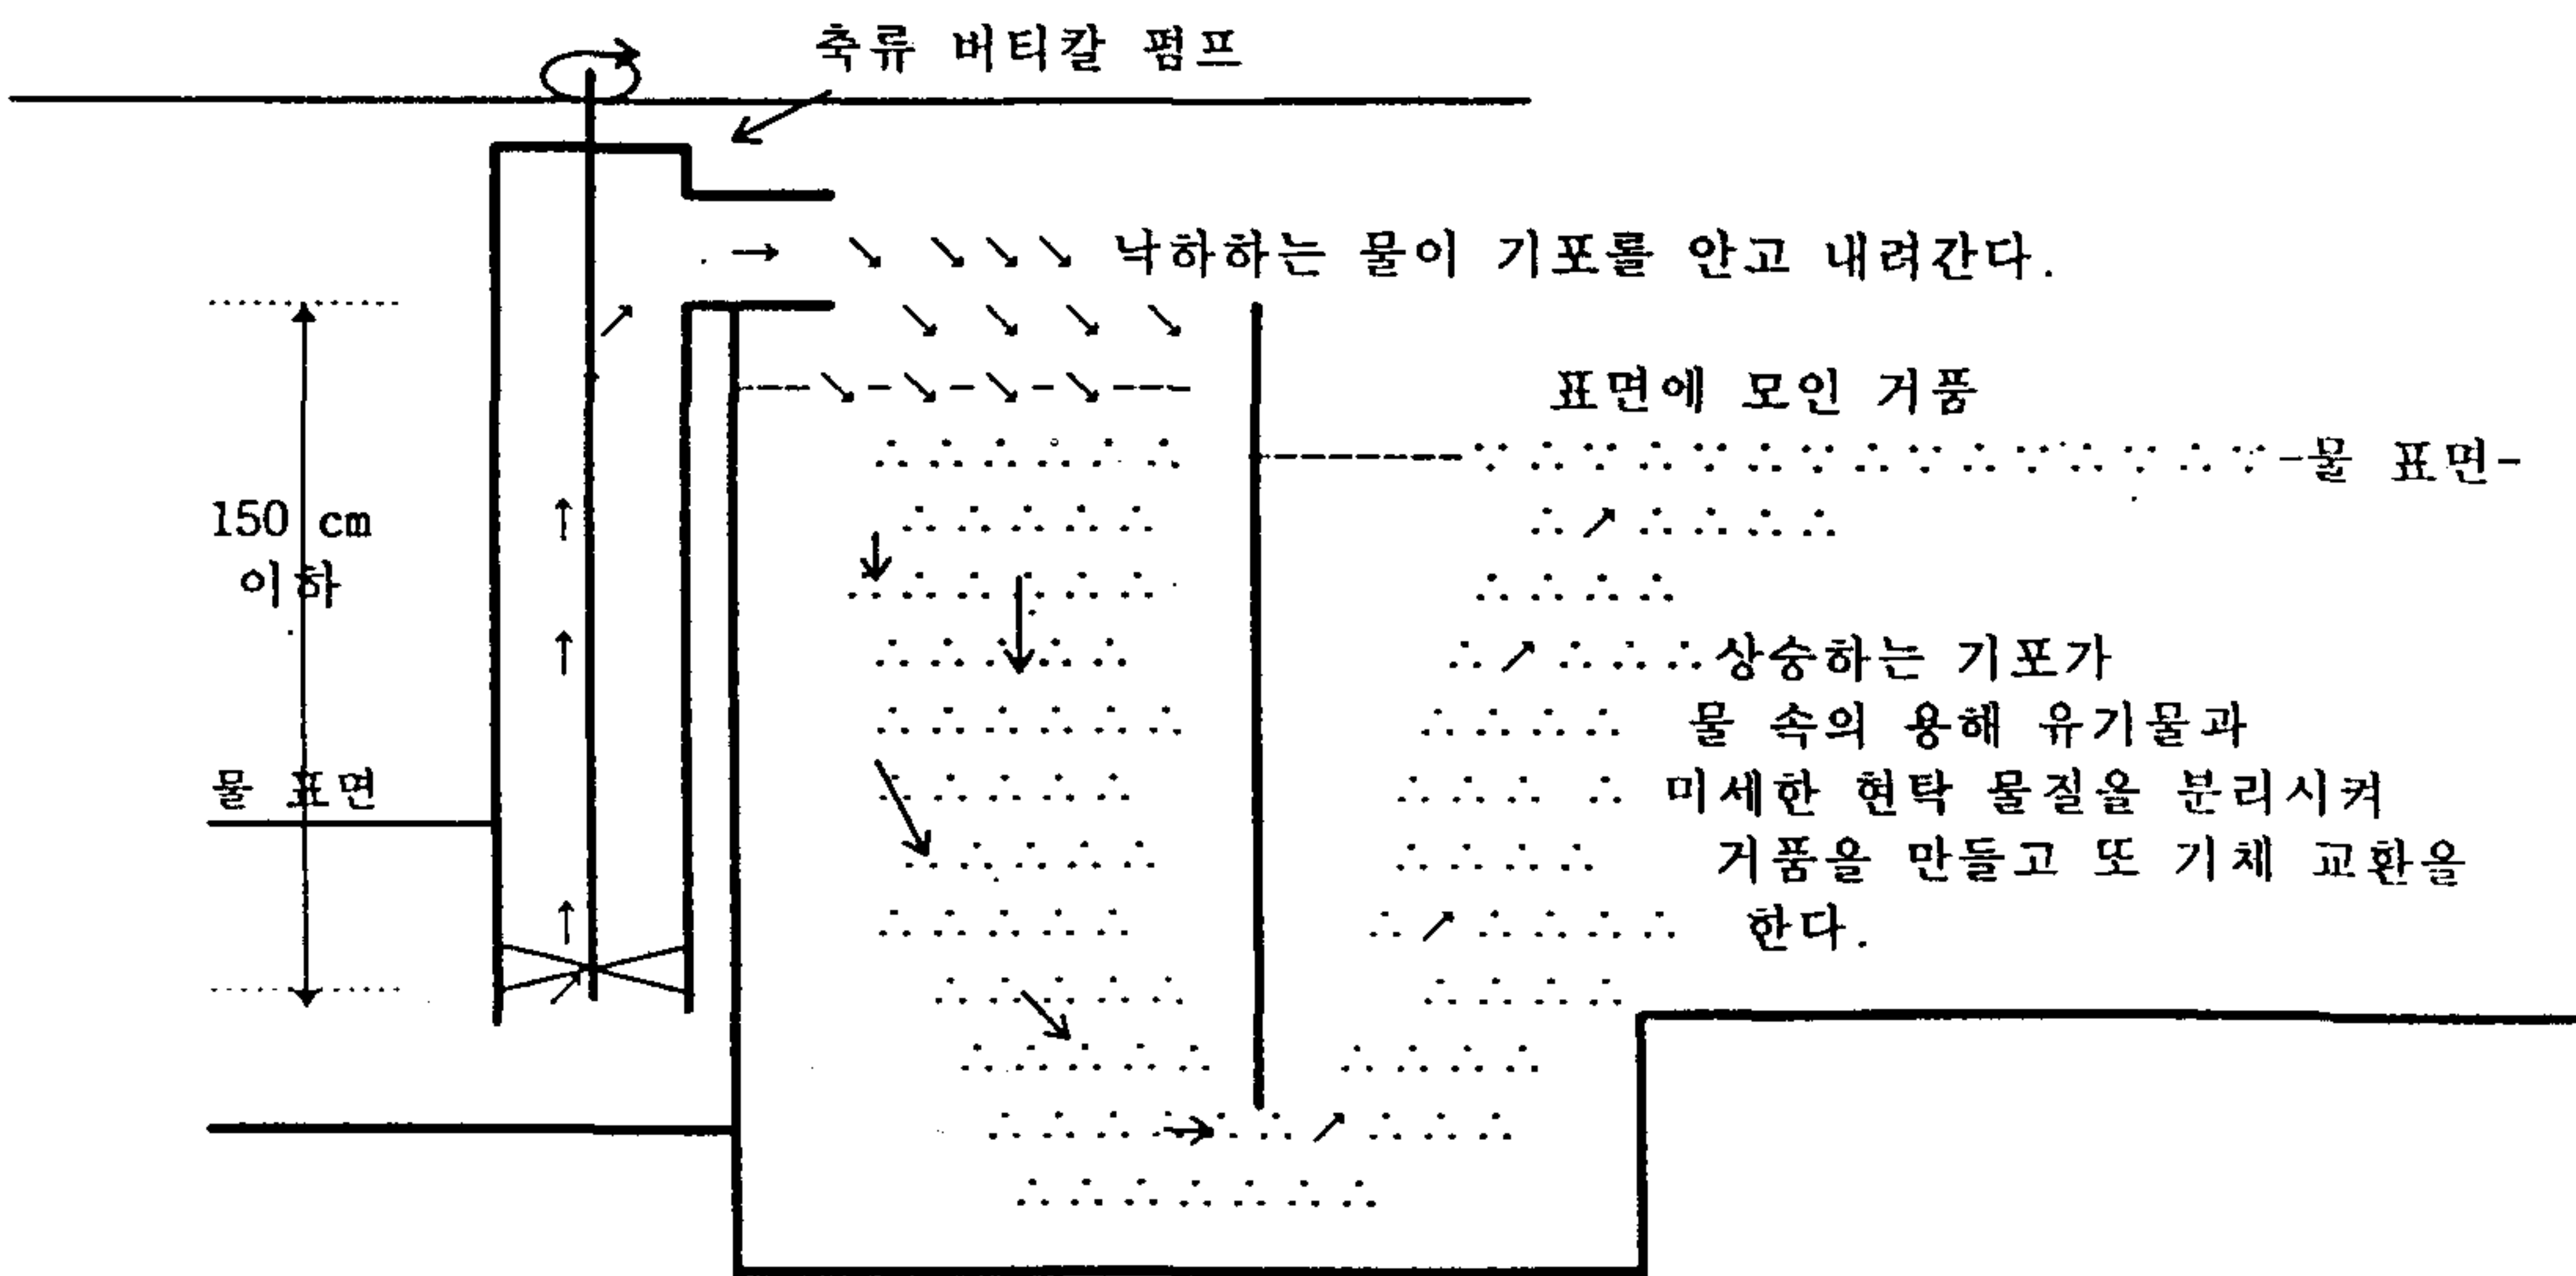 축류 버티칼 펌프
낙하하는 물이 기포를 안고 내려간다.
표면에 모인 거품
-물 표면-
150 cm
이하
상승하는 기포가
물 속의 용해 유기물과
물 표면
미세한 현탁 물질을 분리시켜
거품을 만들고 또 기체 교환을
한다.